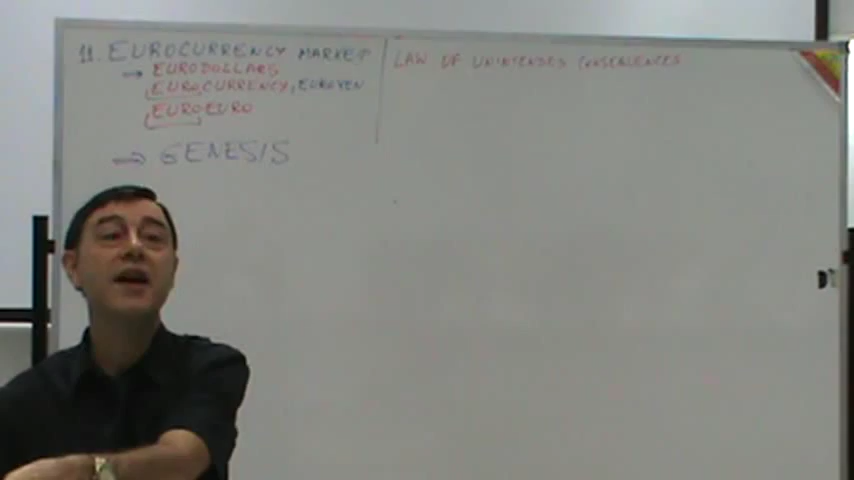 11. EUROCURRENCY MARKET
→ EURODOLLARS
EUROCURRENCY, EUROYEN
EUROEURO
→ GENESIS
LAW OF UNINTENDED CONSEQUENCES